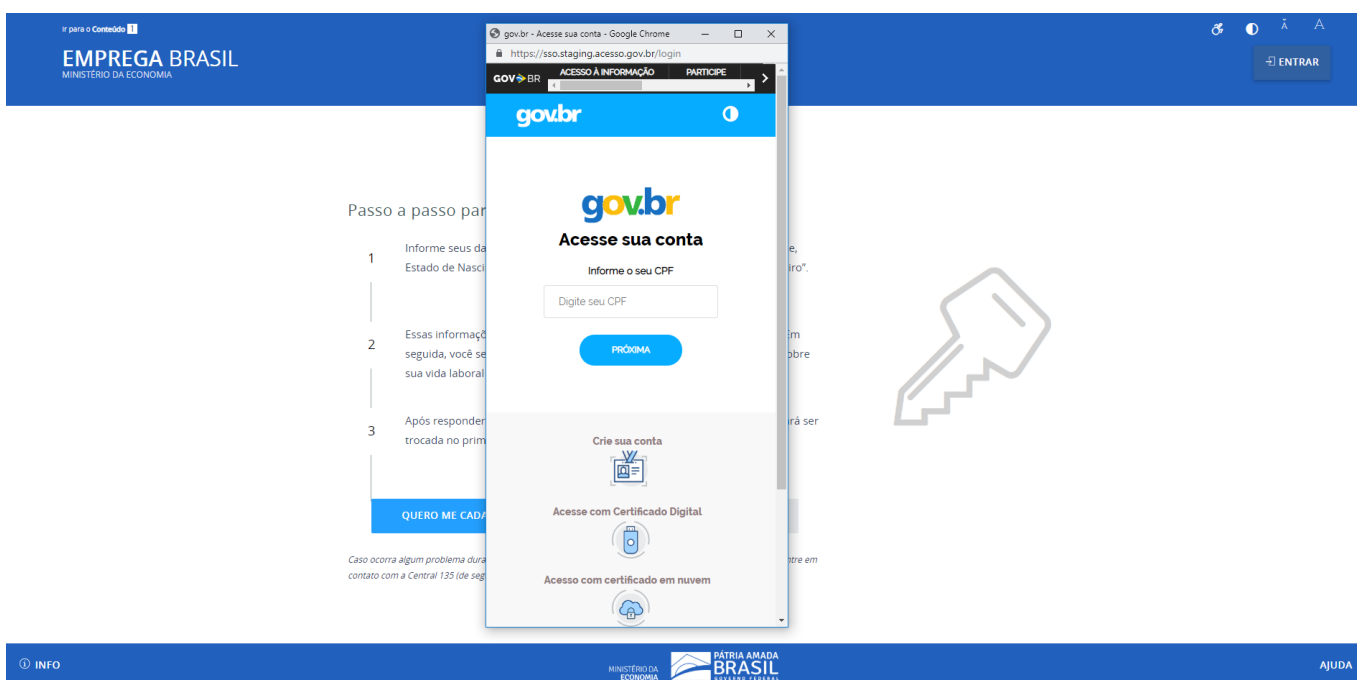 Ir para o Conteúdo 1
EMPREGA BRASIL
MINISTÉRIO DA ECONOMIA
A
A
ENTRAR
gov.br - Acesse sua conta - Google Chrome
https://sso.staging.acesso.gov.br/login
GOV BR
ACESSO À INFORMAÇÃO PARTICIPE
gov.br
gov.br
Acesse sua conta
Informe o seu CPF
Digite seu CPF
PRÓXIMA
Crie sua conta
Acesse com Certificado Digital
Acesso com certificado em nuvem
Passo a passo par
1
Informe seus da
e,
Estado de Nasci
iro”.
2
Essas informaç
em
seguida, você se
obre
sua vida laboral
3
Após responder
rá ser
trocada no prim
QUERO ME CADA
Caso ocorra algum problema dura
ntre em
contato com a Central 135 (de seg
INFO
MINISTÉRIO DA
ECONOMIA
PÁTRIA AMADA
BRASIL
GOVERNO FEDERAL
AJUDA